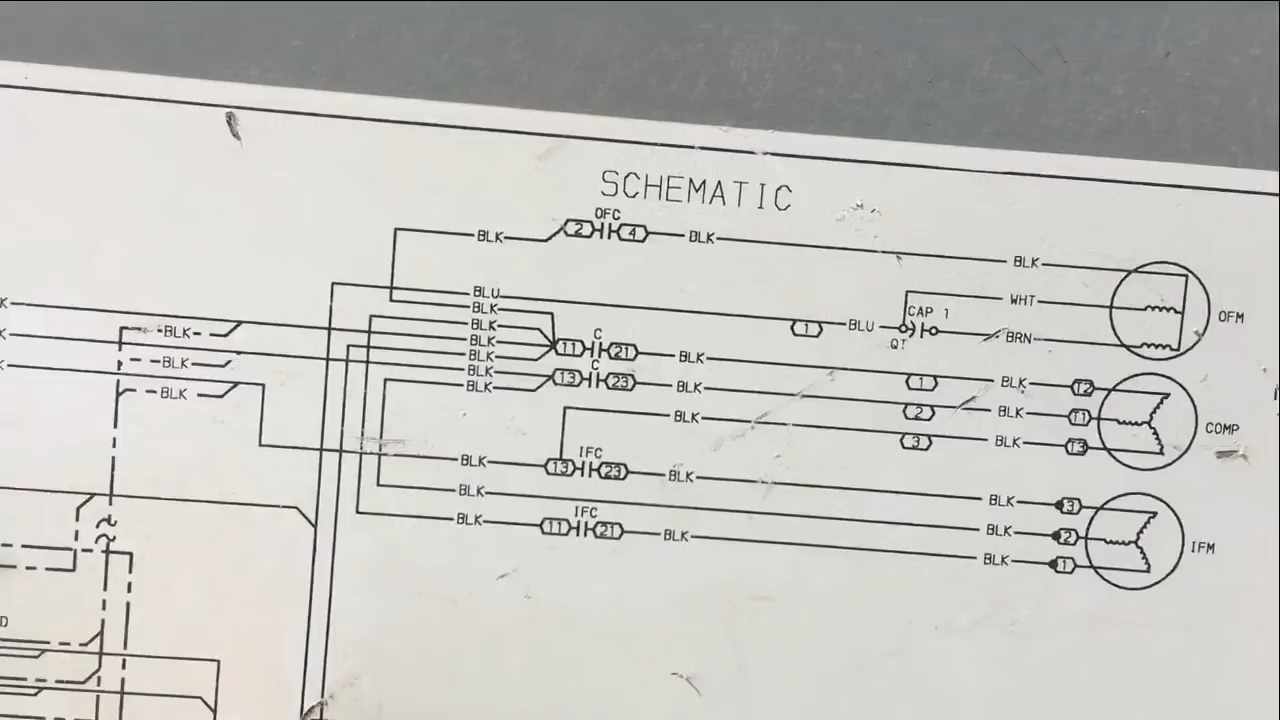 SCHEMATIC
OFC
BLK 2 4 BLK BLK
BLU WHT
BLK CAP 1 OFM
BLK 1 BLU BRN
BLK C QT
BLK 11 21 BLK
C
BLK 13 23 BLK 1 BLK T2
BLK
BLK 2 BLK T1 COMP
BLK 3 BLK T3
-BLK-
BLK
BLK
IFC
BLK 13 23 BLK BLK 3
BLK BLK 2 IFM
IFC
BLK 11 21 BLK BLK 1
K
K
K
D